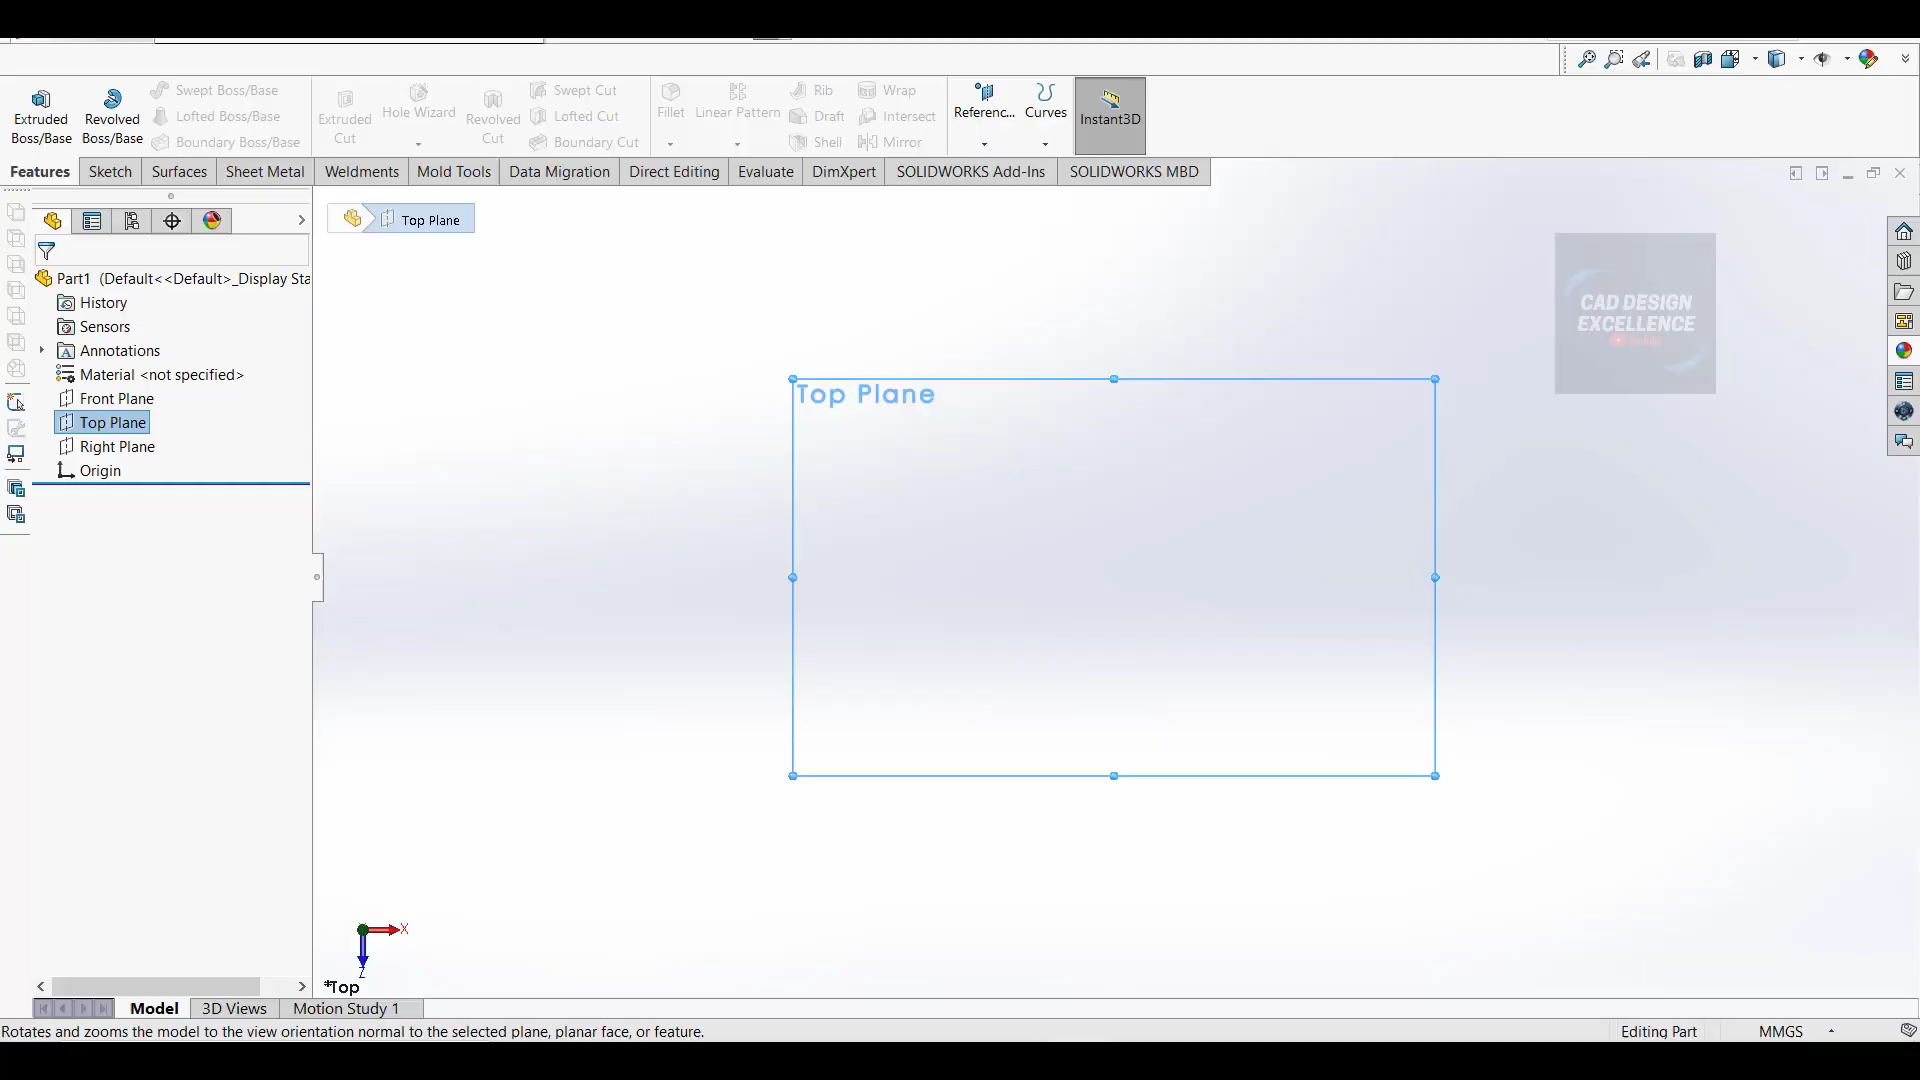 Extruded
Boss/Base
Revolved
Boss/Base
Swept Boss/Base
Lofted Boss/Base
Boundary Boss/Base
Extruded
Cut
Hole Wizard
Revolved
Cut
Swept Cut
Lofted Cut
Boundary Cut
Fillet
Linear Pattern
Rib
Draft
Shell
Wrap
Intersect
Mirror
Referenc...
Curves
Instant3D
Features Sketch Surfaces Sheet Metal Weldments Mold Tools Data Migration Direct Editing Evaluate DimXpert SOLIDWORKS Add-Ins SOLIDWORKS MBD
Top Plane
Part1 (Default<<Default>_Display Sta
History
Sensors
Annotations
Material <not specified>
Front Plane
Top Plane
Right Plane
Origin
Top Plane
CAD DESIGN
EXCELLENCE
X
Z
*Top
Model 3D Views Motion Study 1
Rotates and zooms the model to the view orientation normal to the selected plane, planar face, or feature.
Editing Part MMGS